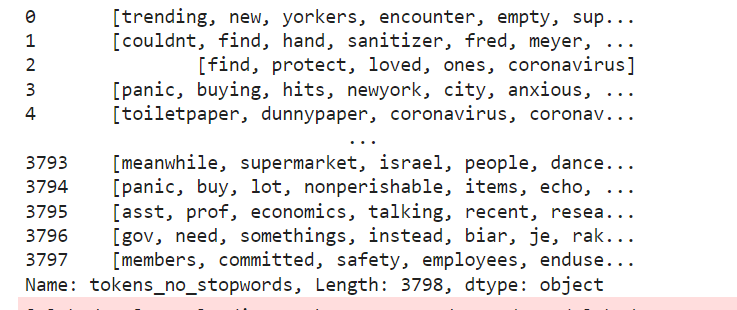 0 [trending, new, yorkers, encounter, empty, sup...
1 [couldnt, find, hand, sanitizer, fred, meyer, ...
2 [find, protect, loved, ones, coronavirus]
3 [panic, buying, hits, newyork, city, anxious, ...
4 [toiletpaper, dunnypaper, coronavirus, coronav...
...
3793 [meanwhile, supermarket, israel, people, dance...
3794 [panic, buy, lot, nonperishable, items, echo, ...
3795 [asst, prof, economics, talking, recent, resea...
3796 [gov, need, somethings, instead, biar, je, rak...
3797 [members, committed, safety, employees, enduse...
Name: tokens_no_stopwords, Length: 3798, dtype: object